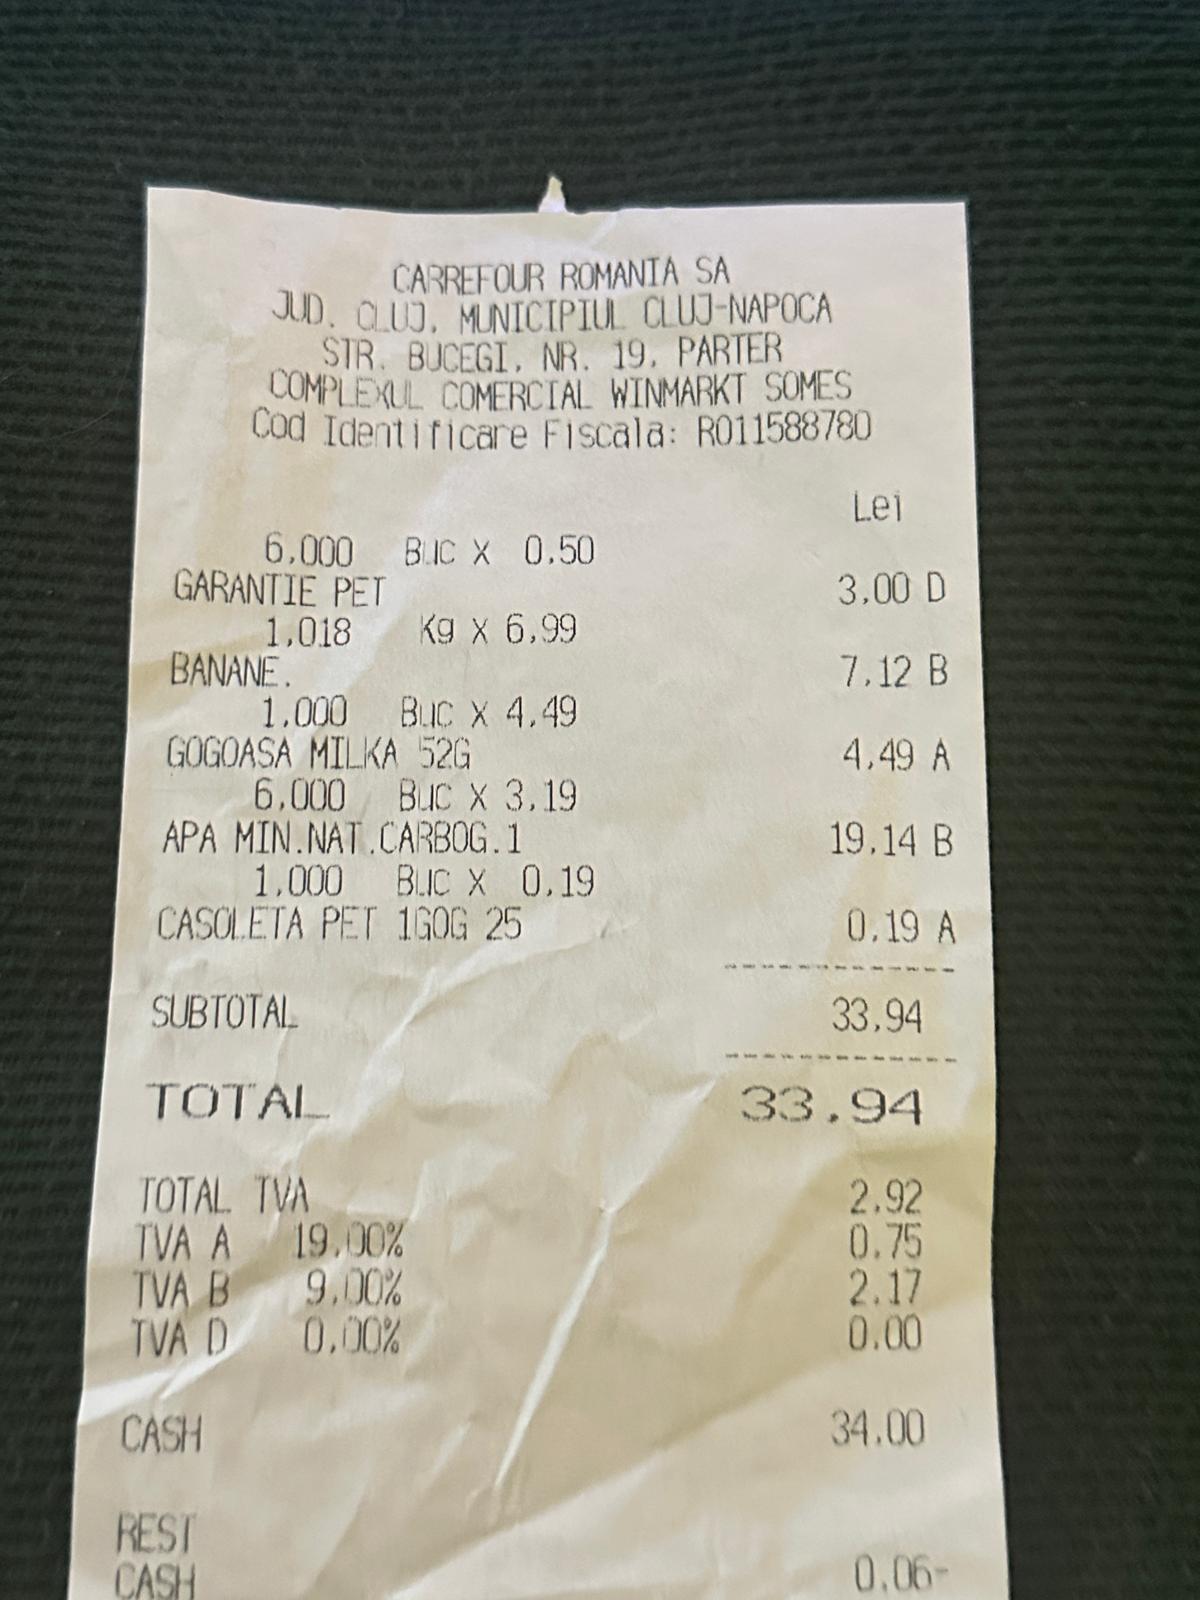 CARREFOUR ROMANIA SA
JUD. CLUJ, MUNICIPIUL CLUJ-NAPOCA
STR. BUCEGI, NR. 19, PARTER
COMPLEXUL COMERCIAL WINMARKT SOMES
Cod Identificare Fiscala: RO11588780
Lei
6,000 Buc X 0.50
GARANTIE PET 3,00 D
1,018 Kg X 6,99
BANANE. 7,12 B
1,000 Buc X 4,49
GOGOASA MILKA 52G 4,49 A
6,000 Buc X 3,19
APA MIN.NAT.CARBOG.1 19,14 B
1,000 Buc X 0,19
CASOLETA PET 1GOG 25 0,19 A
SUBTOTAL 33,94
TOTAL 33.94
TOTAL TVA 2.92
TVA A 19,00% 0.75
TVA B 9,00% 2.17
TVA D 0,00% 0.00
CASH 34.00
REST
CASH 0,06-